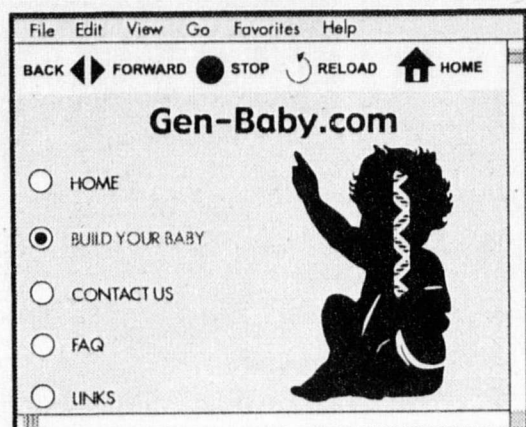 File Edit View Go Favorites Help
BACK FORWARD STOP RELOAD HOME
Gen-Baby.com
HOME
BUILD YOUR BABY
CONTACT US
FAQ
LINKS